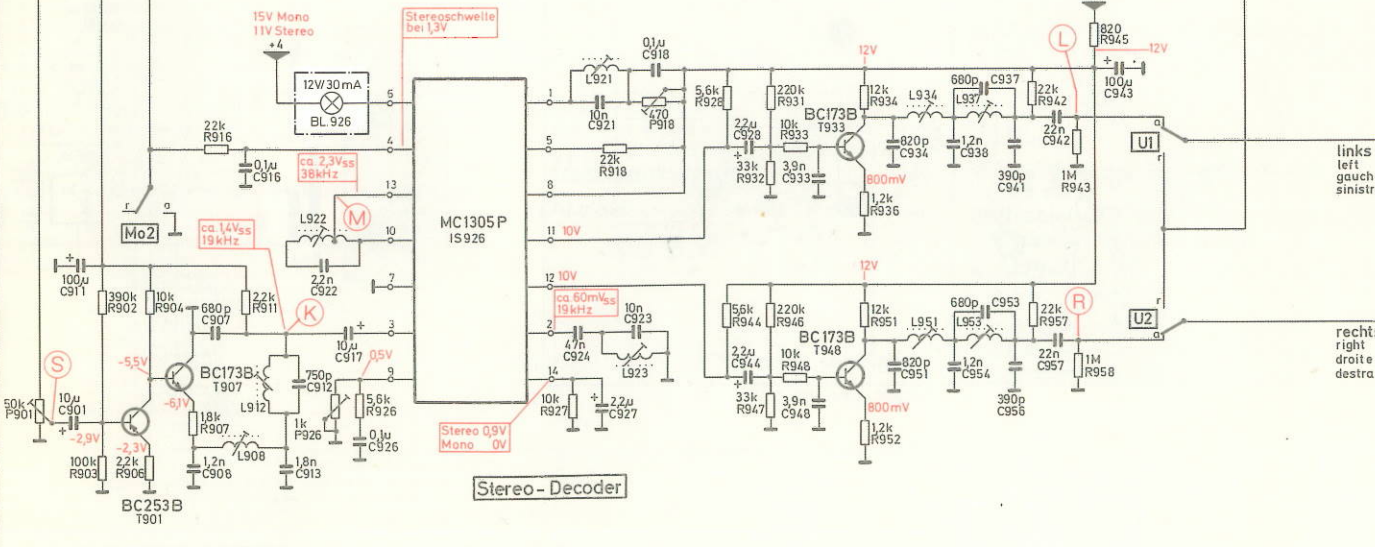 15V Mono
11V Stereo
+4
12V/30mA
BL.926
Stereoschwelle
bei 1,3V
6
22k
R916
0,1µ
C916
4
ca. 2,3Vss
38kHz
13
M
r
a
Mo2
L922
10
2,2n
C922
ca. 1,4Vss
19kHz
7
MC1305P
IS926
1
L921
0,1µ
C918
10n
C921
470
P918
5
22k
R918
8
11
10V
12
10V
ca. 60mVss
19kHz
2
47n
C924
10n
C923
L923
14
10k
R927
2,2µ
C927
Stereo 0,9V
Mono 0V
100µ
C911
390k
R902
10k
R904
680p
C907
2,2k
R911
K
10µ
C917
3
S
50k
P901
10µ
C901
-2,9V
-5,5V
BC173B
T907
-6,1V
1,8k
R907
-2,3V
100k
R903
2,2k
R906
BC253B
T901
L908
1,2n
C908
L912
750p
C912
1,8n
C913
1k
P926
0,5V
5,6k
R926
0,1µ
C926
9
Stereo-Decoder
5,6k
R928
220k
R931
2,2µ
C928
33k
R932
10k
R933
3,9n
C933
12V
BC173B
T933
12k
R934
800mV
1,2k
R936
L934
820p
C934
680p C937
L937
1,2n
C938
390p
C941
22k
R942
22n
C942
L
1M
R943
820
R945
12V
100µ
C943
a
U1
r
links
left
gauch
sinistr
5,6k
R944
220k
R946
2,2µ
C944
33k
R947
10k
R948
3,9n
C948
12V
BC173B
T948
12k
R951
800mV
1,2k
R952
L951
820p
C951
680p C953
L953
1,2n
C954
390p
C956
22k
R957
22n
C957
R
1M
R958
r
U2
a
rechts
right
droite
destra